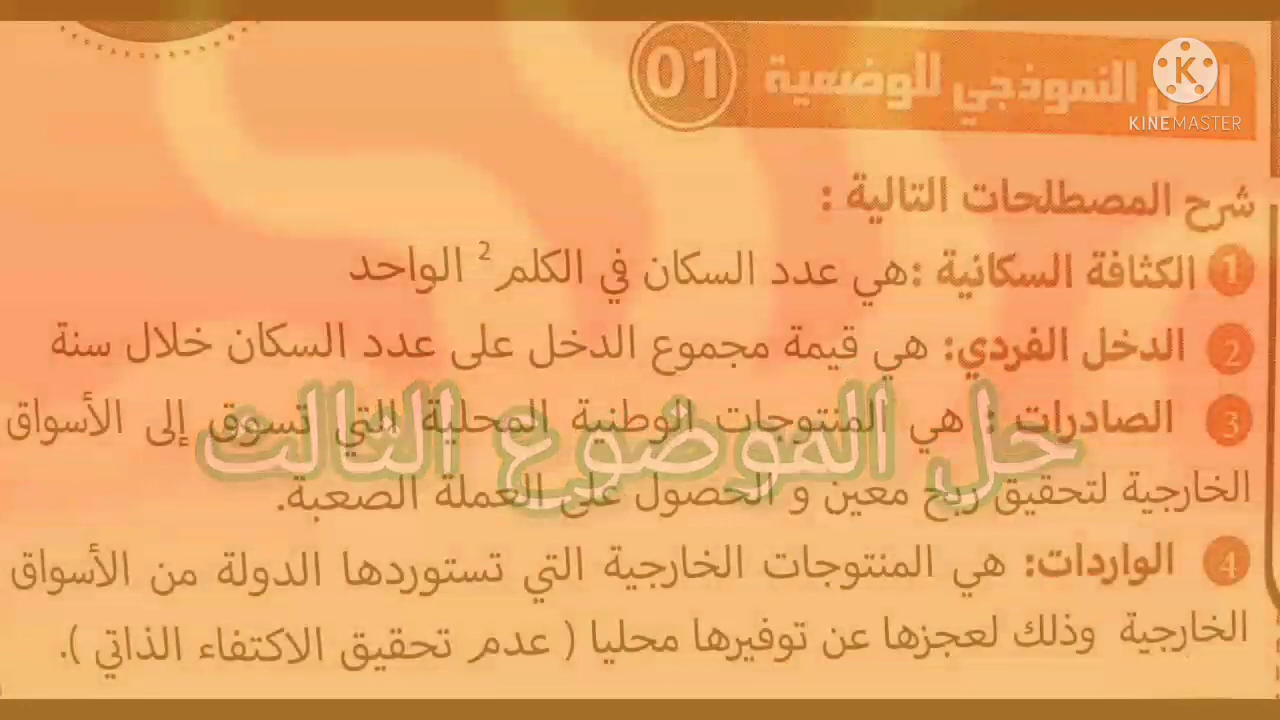 الحل النموذجي للوضعية 01
KINEMASTER
شرح المصطلحات التالية :
1 الكثافة السكانية :هي عدد السكان في الكلم2 الواحد
2 الدخل الفردي: هي قيمة مجموع الدخل على عدد السكان خلال سنة
3 الصادرات : هي المنتوجات الوطنية المحلية التي تسوق إلى الأسواق
حل الموضوع الثالث
الخارجية لتحقيق ربح معين و الحصول على العملة الصعبة.
4 الواردات: هي المنتوجات الخارجية التي تستوردها الدولة من الأسواق
الخارجية وذلك لعجزها عن توفيرها محليا ( عدم تحقيق الاكتفاء الذاتي ).